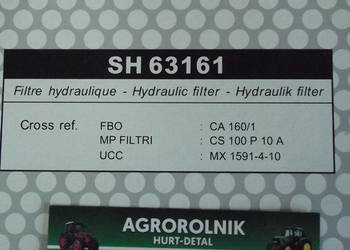 SH 63161
Filtre hydraulique - Hydraulic filter - Hydraulik filter
Cross ref. FBO : CA 160/1
MP FILTRI : CS 100 P 10 A
UCC : MX 1591-4-10
AGROROLNIK
HURT-DETAL